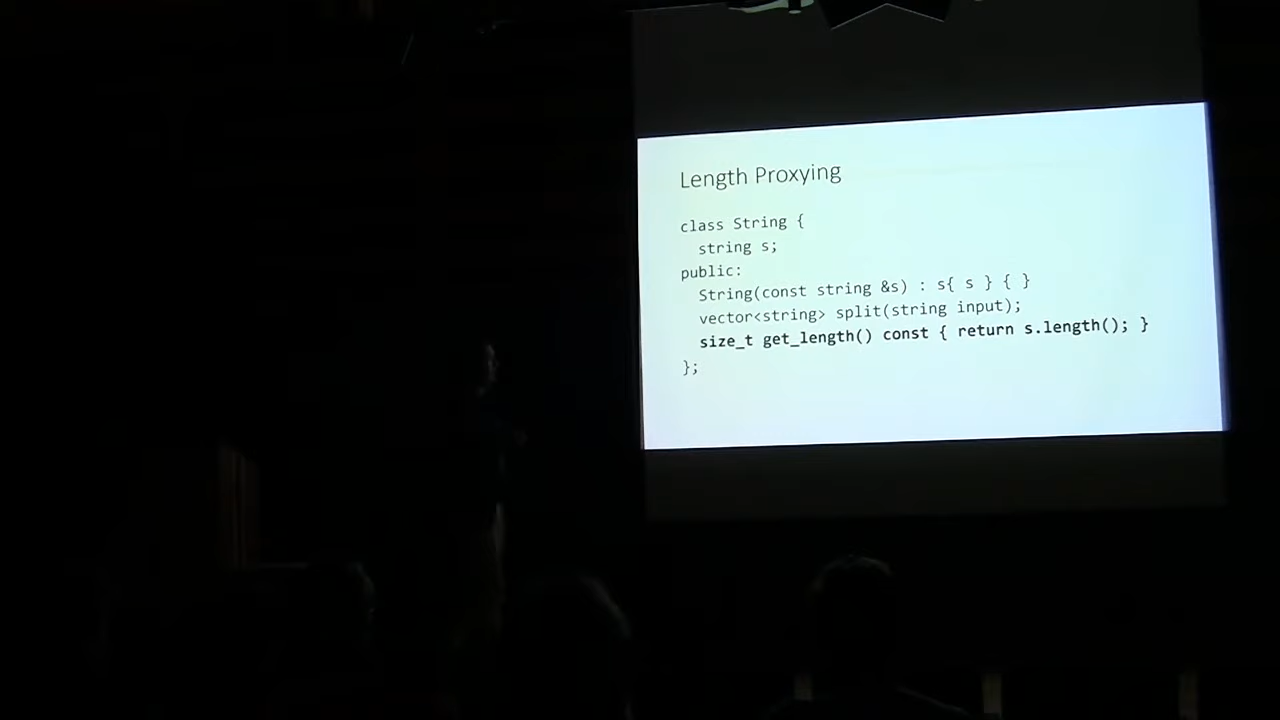 Length Proxying
class String {
string s;
public:
String(const string &s) : s{ s } { }
vector<string> split(string input);
size_t get_length() const { return s.length(); }
};